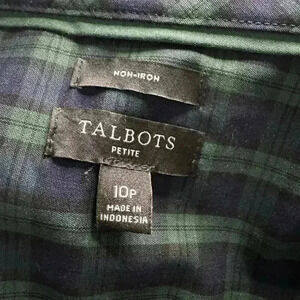 NON-IRON
TALBOTS
PETITE
10P
MADE IN
INDONESIA